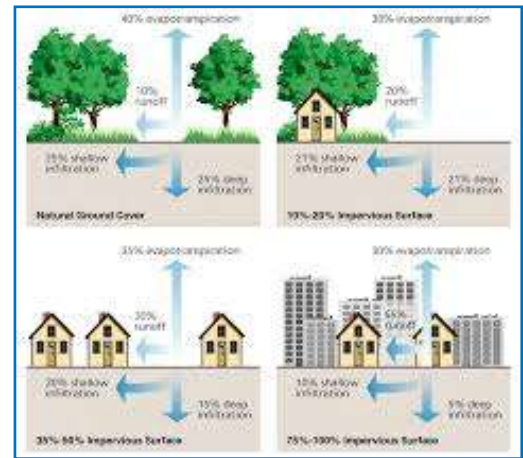 40% evapotranspiration
10%
runoff
25% shallow
infiltration
25% deep
infiltration
Natural Ground Cover
38% evapotranspiration
20%
runoff
21% shallow
infiltration
21% deep
infiltration
10%-20% Impervious Surface
35% evapotranspiration
30%
runoff
20% shallow
infiltration
15% deep
infiltration
35%-50% Impervious Surface
30% evapotranspiration
55%
runoff
10% shallow
infiltration
5% deep
infiltration
75%-100% Impervious Surface